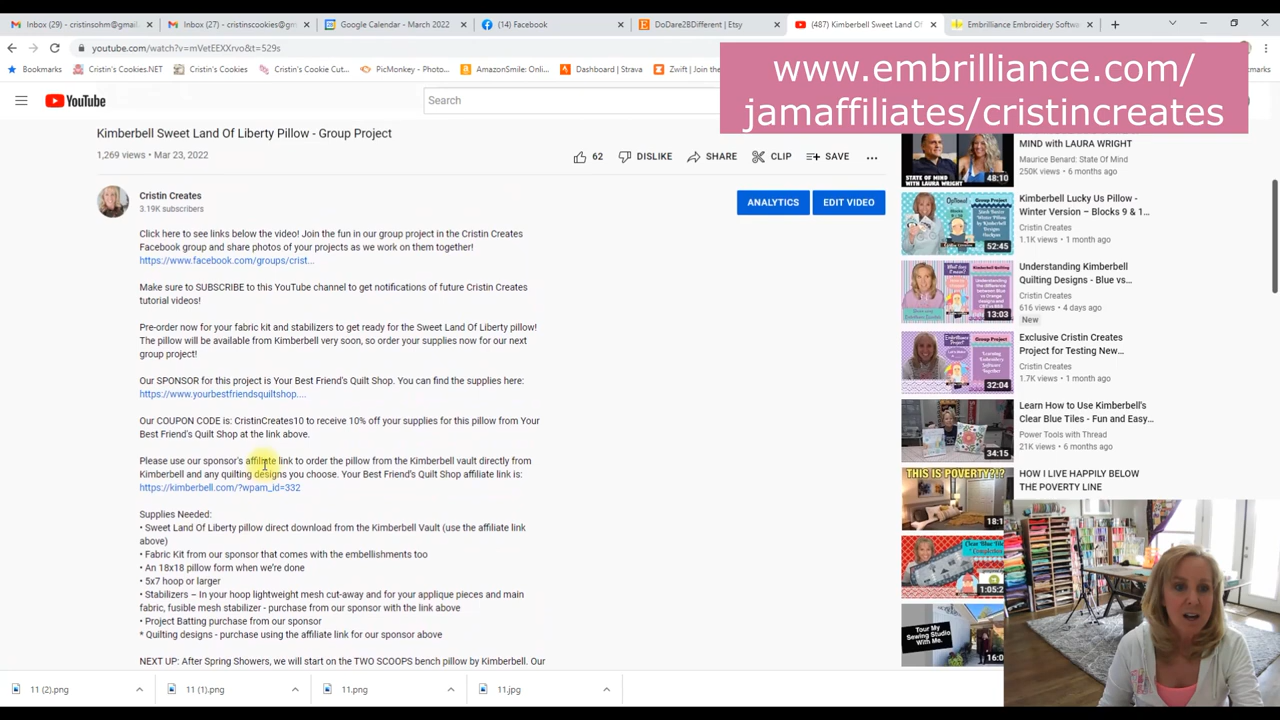 Inbox (29) - cristinsohm@gmail
Inbox (27) - cristinscookies@gm
Google Calendar - March 2022
(14) Facebook
DoDare2BDifferent | Etsy
(487) Kimberbell Sweet Land Of
Embrilliance Embroidery Softwa
youtube.com/watch?v=mVetEEXXrvo&t=529s
Bookmarks
Cristin's Cookies.NET
Cristin's Cookies
Cristin's Cookie Cut...
PicMonkey - Photo...
AmazonSmile: Onli...
Dashboard | Strava
Zwift | Join the
www.embrilliance.com/
jamaffiliates/cristincreates
YouTube
Search
Kimberbell Sweet Land Of Liberty Pillow - Group Project
1,269 views • Mar 23, 2022
62
DISLIKE
SHARE
CLIP
SAVE
Cristin Creates
3.19K subscribers
ANALYTICS
EDIT VIDEO
Click here to see links below the video! Join the fun in our group project in the Cristin Creates
Facebook group and share photos of your projects as we work on them together!
https://www.facebook.com/groups/crist...
Make sure to SUBSCRIBE to this YouTube channel to get notifications of future Cristin Creates
tutorial videos!
Pre-order now for your fabric kit and stabilizers to get ready for the Sweet Land Of Liberty pillow!
The pillow will be available from Kimberbell very soon, so order your supplies now for our next
group project!
Our SPONSOR for this project is Your Best Friend's Quilt Shop. You can find the supplies here:
https://www.yourbestfriendsquiltshop....
Our COUPON CODE is: CristinCreates10 to receive 10% off your supplies for this pillow from Your
Best Friend's Quilt Shop at the link above.
Please use our sponsor's affiliate link to order the pillow from the Kimberbell vault directly from
Kimberbell and any quilting designs you choose. Your Best Friend's Quilt Shop affiliate link is:
https://kimberbell.com/?wpam_id=332
Supplies Needed:
• Sweet Land Of Liberty pillow direct download from the Kimberbell Vault (use the affiliate link
above)
• Fabric Kit from our sponsor that comes with the embellishments too
• An 18x18 pillow form when we're done
• 5x7 hoop or larger
• Stabilizers – In your hoop lightweight mesh cut-away and for your applique pieces and main
fabric, fusible mesh stabilizer - purchase from our sponsor with the link above
• Project Batting purchase from our sponsor
* Quilting designs - purchase using the affiliate link for our sponsor above
NEXT UP: After Spring Showers, we will start on the TWO SCOOPS bench pillow by Kimberbell. Our
MIND with LAURA WRIGHT
Maurice Benard: State Of Mind
250K views • 6 months ago
48:10
Kimberbell Lucky Us Pillow -
Winter Version – Blocks 9 & 1...
Cristin Creates
1.1K views • 1 month ago
52:45
Understanding Kimberbell
Quilting Designs - Blue vs...
Cristin Creates
616 views • 4 days ago
New
13:03
Exclusive Cristin Creates
Project for Testing New...
Cristin Creates
1.7K views • 1 month ago
32:04
Learn How to Use Kimberbell's
Clear Blue Tiles - Fun and Easy...
Power Tools with Thread
21K views • 6 months ago
34:15
THIS IS POVERTY?!
HOW I LIVE HAPPILY BELOW
THE POVERTY LINE
18:1
1:05:2
Tour My
Sewing Studio
With Me.
16:0
11 (2).png
11 (1).png
11.png
11.jpg